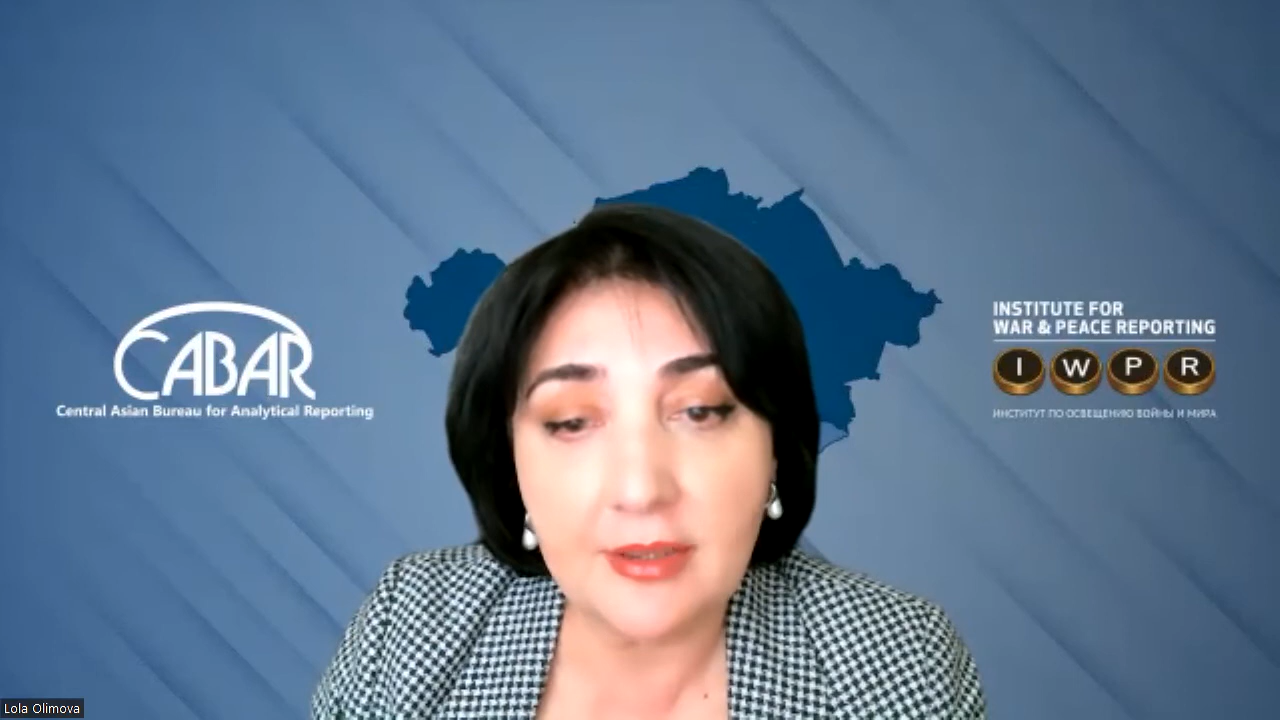 CABAR
Central Asian Bureau for Analytical Reporting
INSTITUTE FOR
WAR & PEACE REPORTING
I W P R
ИНСТИТУТ ПО ОСВЕЩЕНИЮ ВОЙНЫ И МИРА
Lola Olimova